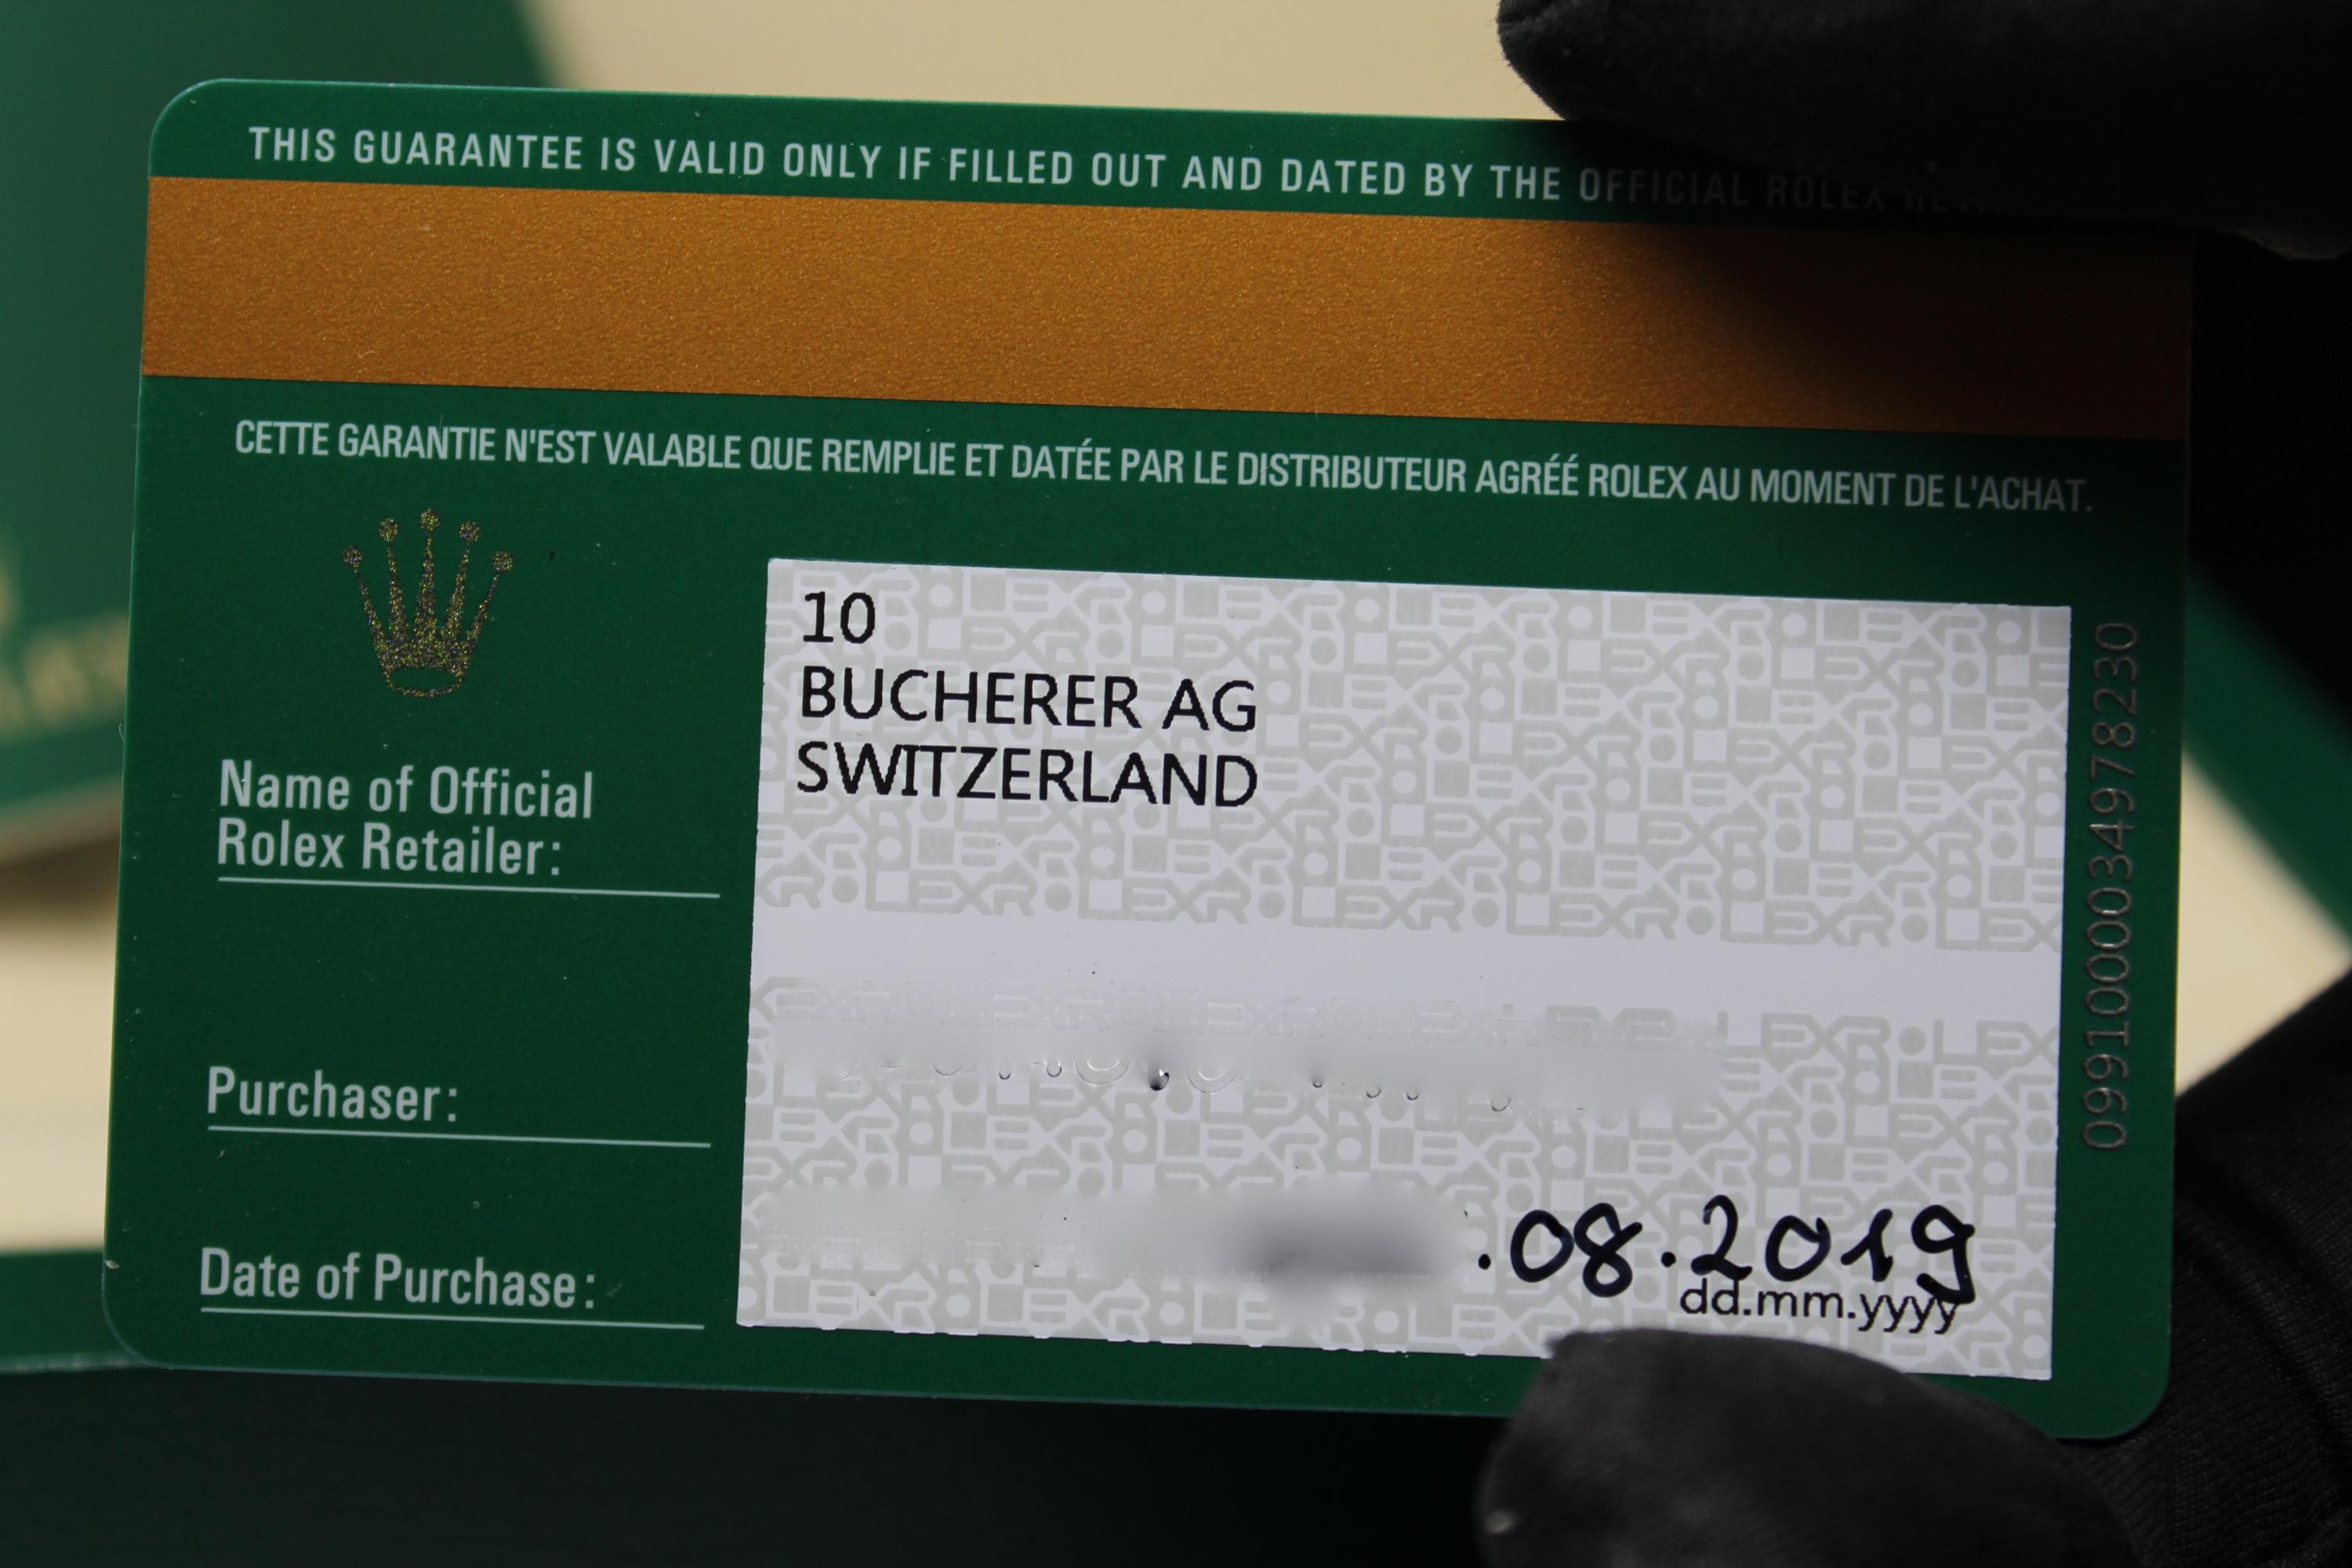 THIS GUARANTEE IS VALID ONLY IF FILLED OUT AND DATED BY THE OFFICIAL ROLEX
CETTE GARANTIE N'EST VALABLE QUE REMPLIE ET DATÉE PAR LE DISTRIBUTEUR AGRÉÉ ROLEX AU MOMENT DE L'ACHAT.
10
BUCHERER AG
SWITZERLAND
Name of Official
Rolex Retailer:
Purchaser:
Date of Purchase:
.08.2019
dd.mm.yyyy
0991000034978230